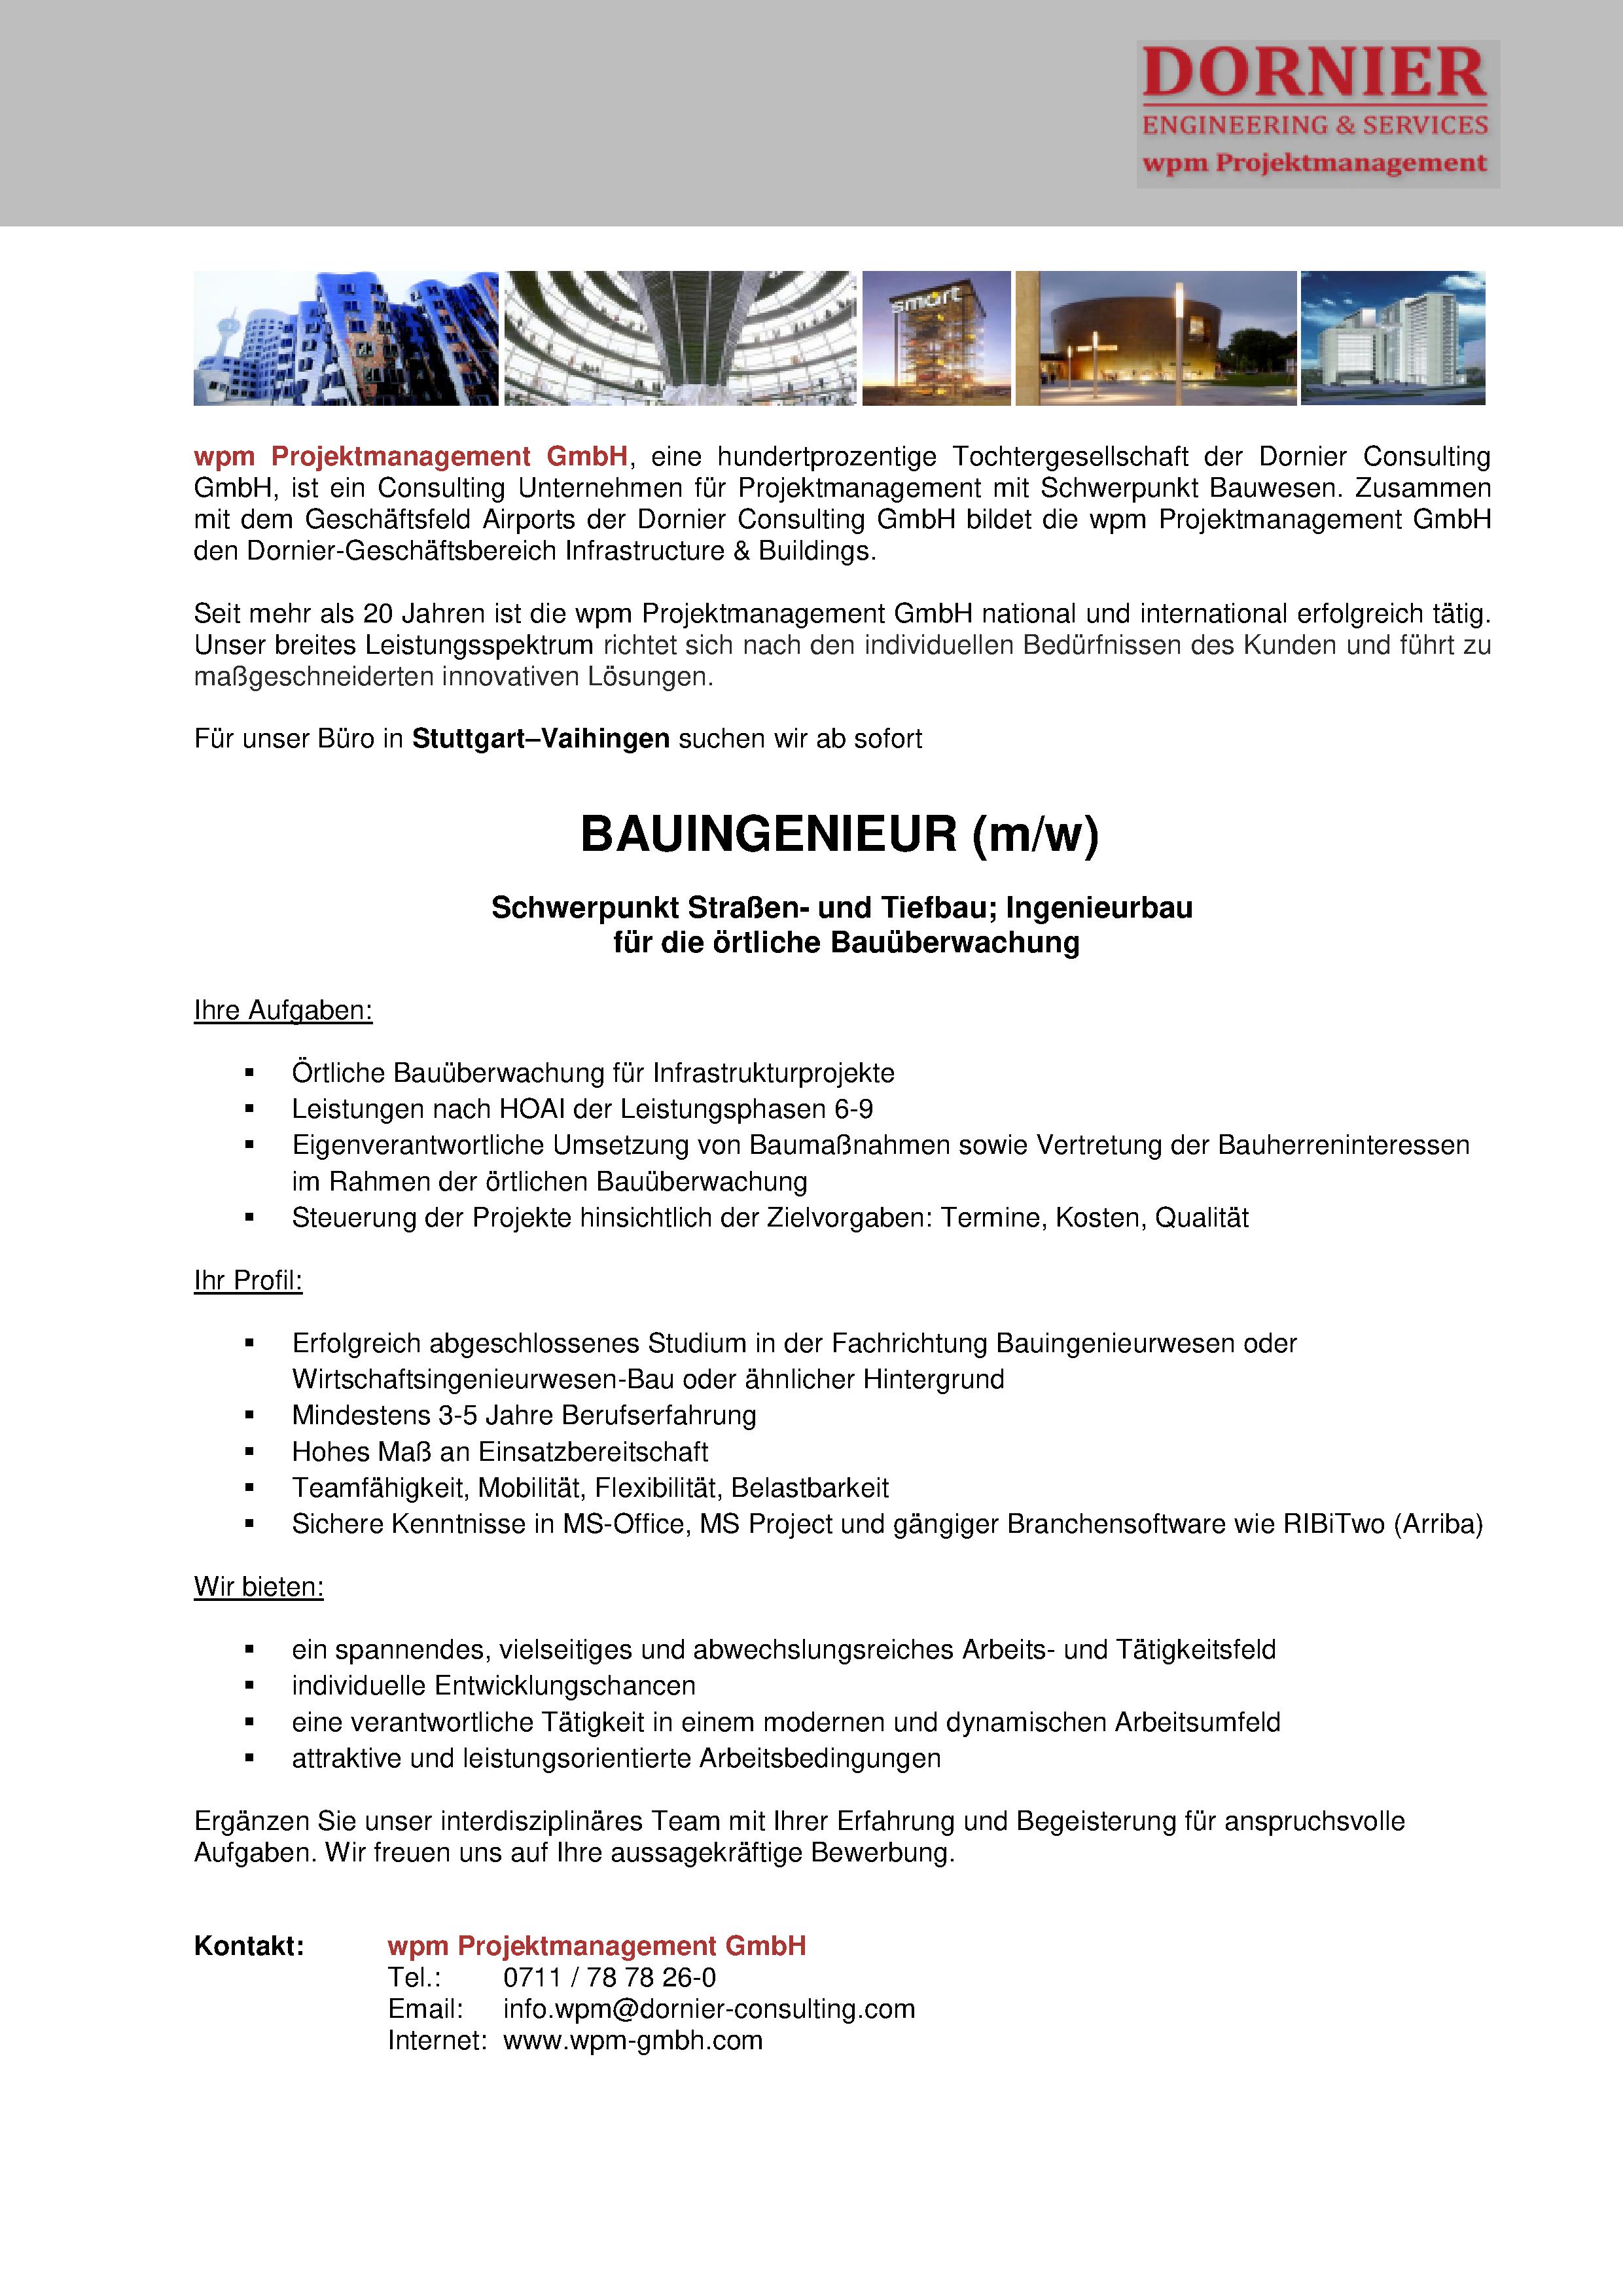 DORNIER
ENGINEERING & SERVICES
wpm Projektmanagement
smart
wpm Projektmanagement GmbH, eine hundertprozentige Tochtergesellschaft der Dornier Consulting
GmbH, ist ein Consulting Unternehmen für Projektmanagement mit Schwerpunkt Bauwesen. Zusammen
mit dem Geschäftsfeld Airports der Dornier Consulting GmbH bildet die wpm Projektmanagement GmbH
den Dornier-Geschäftsbereich Infrastructure & Buildings.
Seit mehr als 20 Jahren ist die wpm Projektmanagement GmbH national und international erfolgreich tätig.
Unser breites Leistungsspektrum richtet sich nach den individuellen Bedürfnissen des Kunden und führt zu
maßgeschneiderten innovativen Lösungen.
Für unser Büro in Stuttgart–Vaihingen suchen wir ab sofort
BAUINGENIEUR (m/w)
Schwerpunkt Straßen- und Tiefbau; Ingenieurbau
für die örtliche Bauüberwachung
Ihre Aufgaben:
▪ Örtliche Bauüberwachung für Infrastrukturprojekte
▪ Leistungen nach HOAI der Leistungsphasen 6-9
▪ Eigenverantwortliche Umsetzung von Baumaßnahmen sowie Vertretung der Bauherreninteressen
im Rahmen der örtlichen Bauüberwachung
▪ Steuerung der Projekte hinsichtlich der Zielvorgaben: Termine, Kosten, Qualität
Ihr Profil:
▪ Erfolgreich abgeschlossenes Studium in der Fachrichtung Bauingenieurwesen oder
Wirtschaftsingenieurwesen-Bau oder ähnlicher Hintergrund
▪ Mindestens 3-5 Jahre Berufserfahrung
▪ Hohes Maß an Einsatzbereitschaft
▪ Teamfähigkeit, Mobilität, Flexibilität, Belastbarkeit
▪ Sichere Kenntnisse in MS-Office, MS Project und gängiger Branchensoftware wie RIBiTwo (Arriba)
Wir bieten:
▪ ein spannendes, vielseitiges und abwechslungsreiches Arbeits- und Tätigkeitsfeld
▪ individuelle Entwicklungschancen
▪ eine verantwortliche Tätigkeit in einem modernen und dynamischen Arbeitsumfeld
▪ attraktive und leistungsorientierte Arbeitsbedingungen
Ergänzen Sie unser interdisziplinäres Team mit Ihrer Erfahrung und Begeisterung für anspruchsvolle
Aufgaben. Wir freuen uns auf Ihre aussagekräftige Bewerbung.
Kontakt: wpm Projektmanagement GmbH
Tel.: 0711 / 78 78 26-0
Email: info.wpm@dornier-consulting.com
Internet: www.wpm-gmbh.com